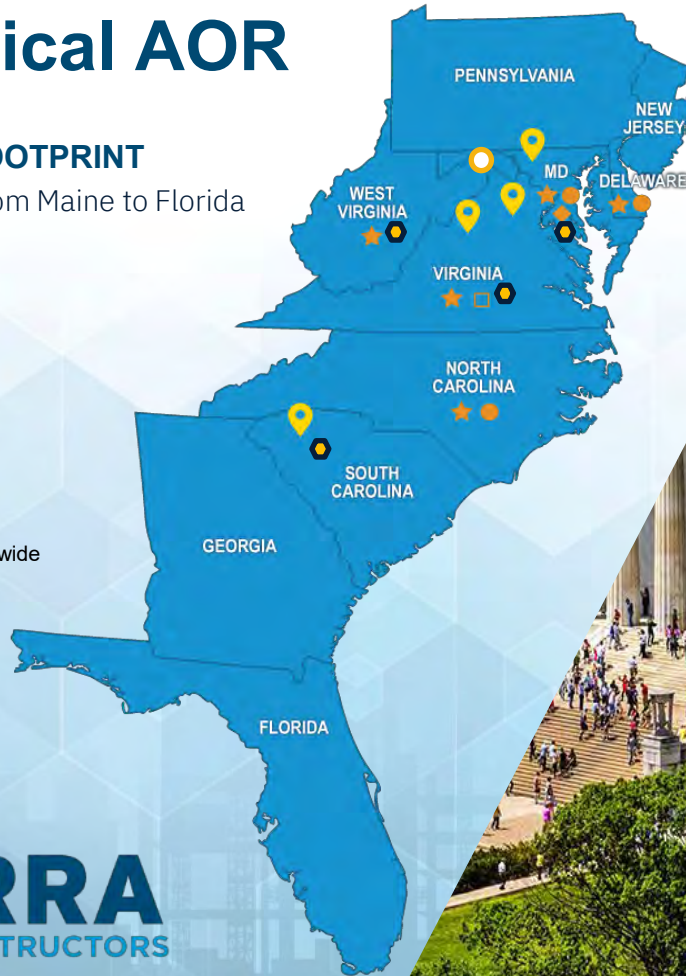 ical AOR
OOTPRINT
om Maine to Florida
PENNSYLVANIA
NEW
JERSEY
MD
DELAWARE
WEST
VIRGINIA
VIRGINIA
NORTH
CAROLINA
SOUTH
CAROLINA
GEORGIA
wide
FLORIDA
RRA
STRUCTORS